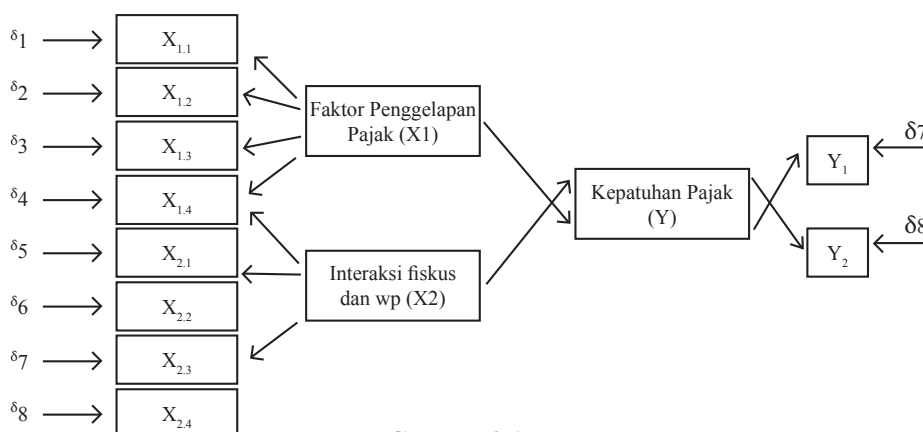 δ1
X1.1
δ2
X1.2
δ3
X1.3
δ4
X1.4
δ5
X2.1
δ6
X2.2
δ7
X2.3
δ8
X2.4
Faktor Penggelapan
Pajak (X1)
Interaksi fiskus
dan wp (X2)
Kepatuhan Pajak
(Y)
Y1
δ7
Y2
δ8